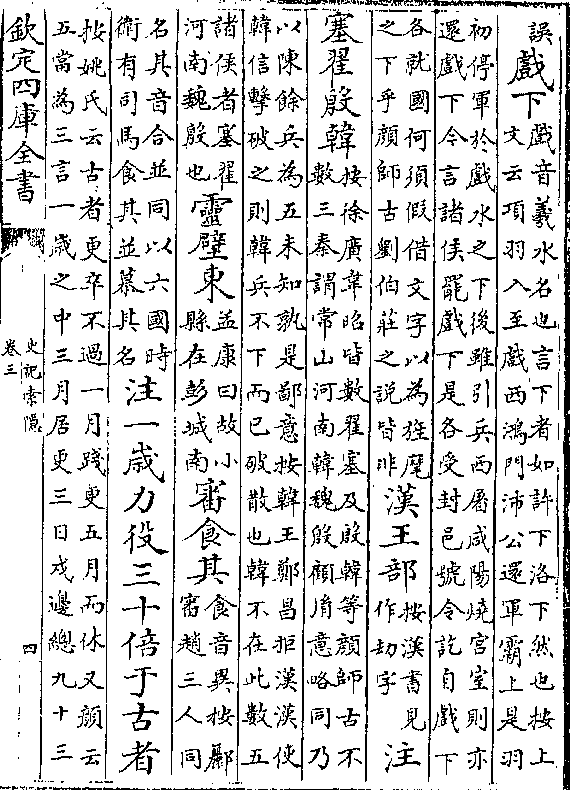 誤戲下戲音羲水名也言下者如許下洛下然也按上
文云項羽入至戲西鴻門沛公還軍霸上是羽
初停軍於戲水之下後雖引兵西屠咸陽燒宮室則亦
還戲下今言諸侯罷戲下是各受封邑號令訖自戲下
各就國何須假借文字以為旌麾
之下乎顏師古劉伯莊之説皆非漢王部按漢書見
作劫字注
塞翟殷韓按徐廣韋昭皆數翟塞及殷韓等顏師古不
數三秦謂常山河南韓魏殷顧胤意略同乃
以陳餘兵為五未知孰是鄙意按韓王鄭昌拒漢漢使
韓信擊破之則韓兵不下而已破散也韓不在此數五
諸侯者塞翟
河南魏殷也靈壁東孟康曰故小
縣在彭城南審食其食音異按酈
審趙三人同
名其音合並同以六國時
衛有司馬食其並慕其名注一歲力役三十倍于古者
按姚氏云古者更卒不過一月踐更五月而休又顏云
五當為三言一歲之中三月居更三日戍邊總九十三
欽定四庫全書
史記索隱
卷三
四